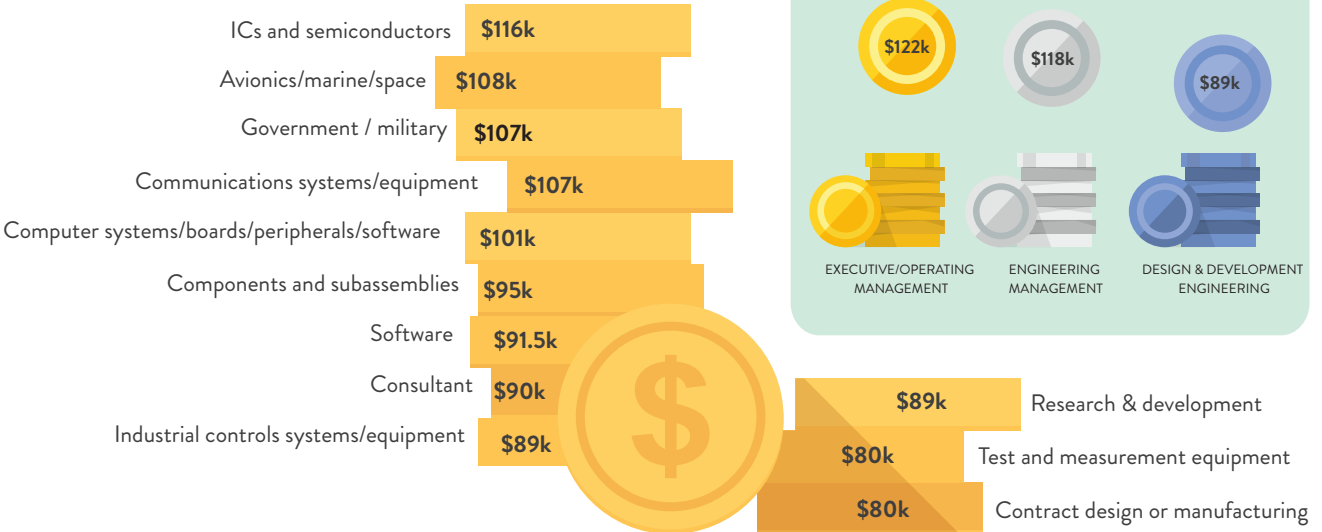 ICs and semiconductors $116k
Avionics/marine/space $108k
Government / military $107k
Communications systems/equipment $107k
Computer systems/boards/peripherals/software $101k
Components and subassemblies $95k
Software $91.5k
Consultant $90k
Industrial controls systems/equipment $89k
$
$122k
$118k
$89k
EXECUTIVE/OPERATING
MANAGEMENT
ENGINEERING
MANAGEMENT
DESIGN & DEVELOPMENT
ENGINEERING
$89k Research & development
$80k Test and measurement equipment
$80k Contract design or manufacturing